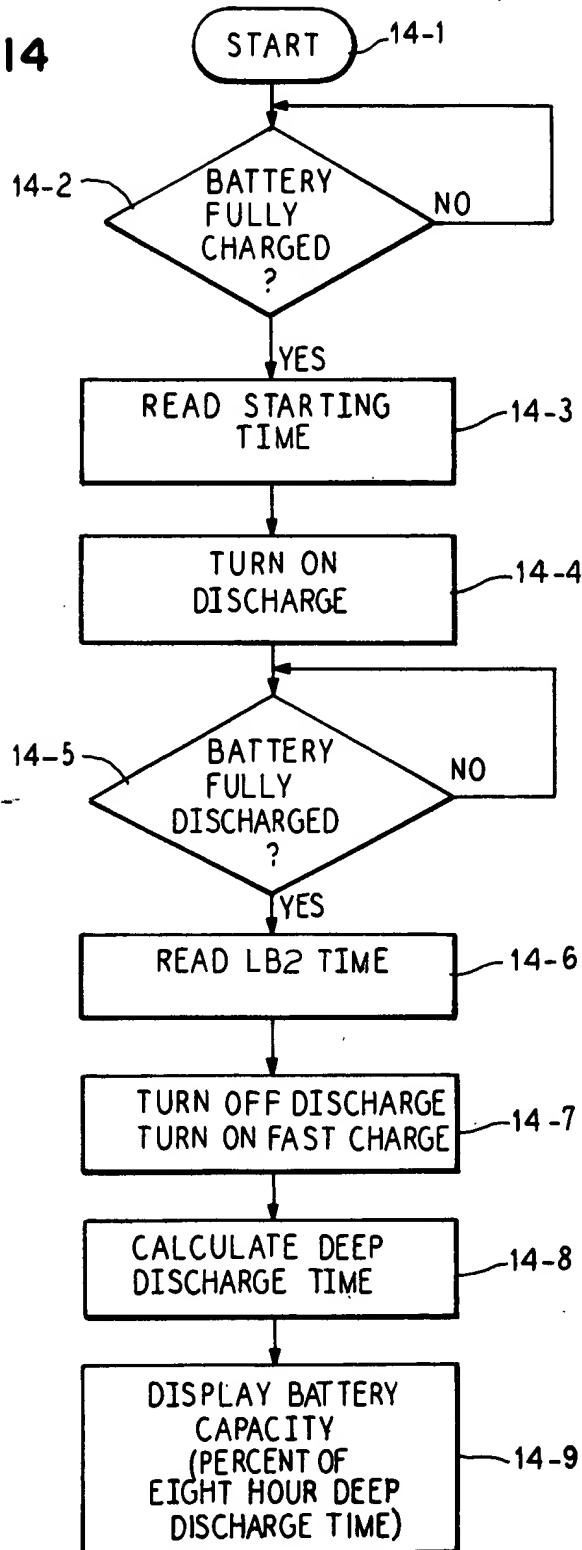 14
START
14-1
14-2
BATTERY
FULLY
CHARGED
?
NO
YES
READ STARTING
TIME
14-3
TURN ON
DISCHARGE
14-4
14-5
BATTERY
FULLY
DISCHARGED
?
NO
YES
READ LB2 TIME
14-6
TURN OFF DISCHARGE
TURN ON FAST CHARGE
14-7
CALCULATE DEEP
DISCHARGE TIME
14-8
DISPLAY BATTERY
CAPACITY
(PERCENT OF
EIGHT HOUR DEEP
DISCHARGE TIME)
14-9